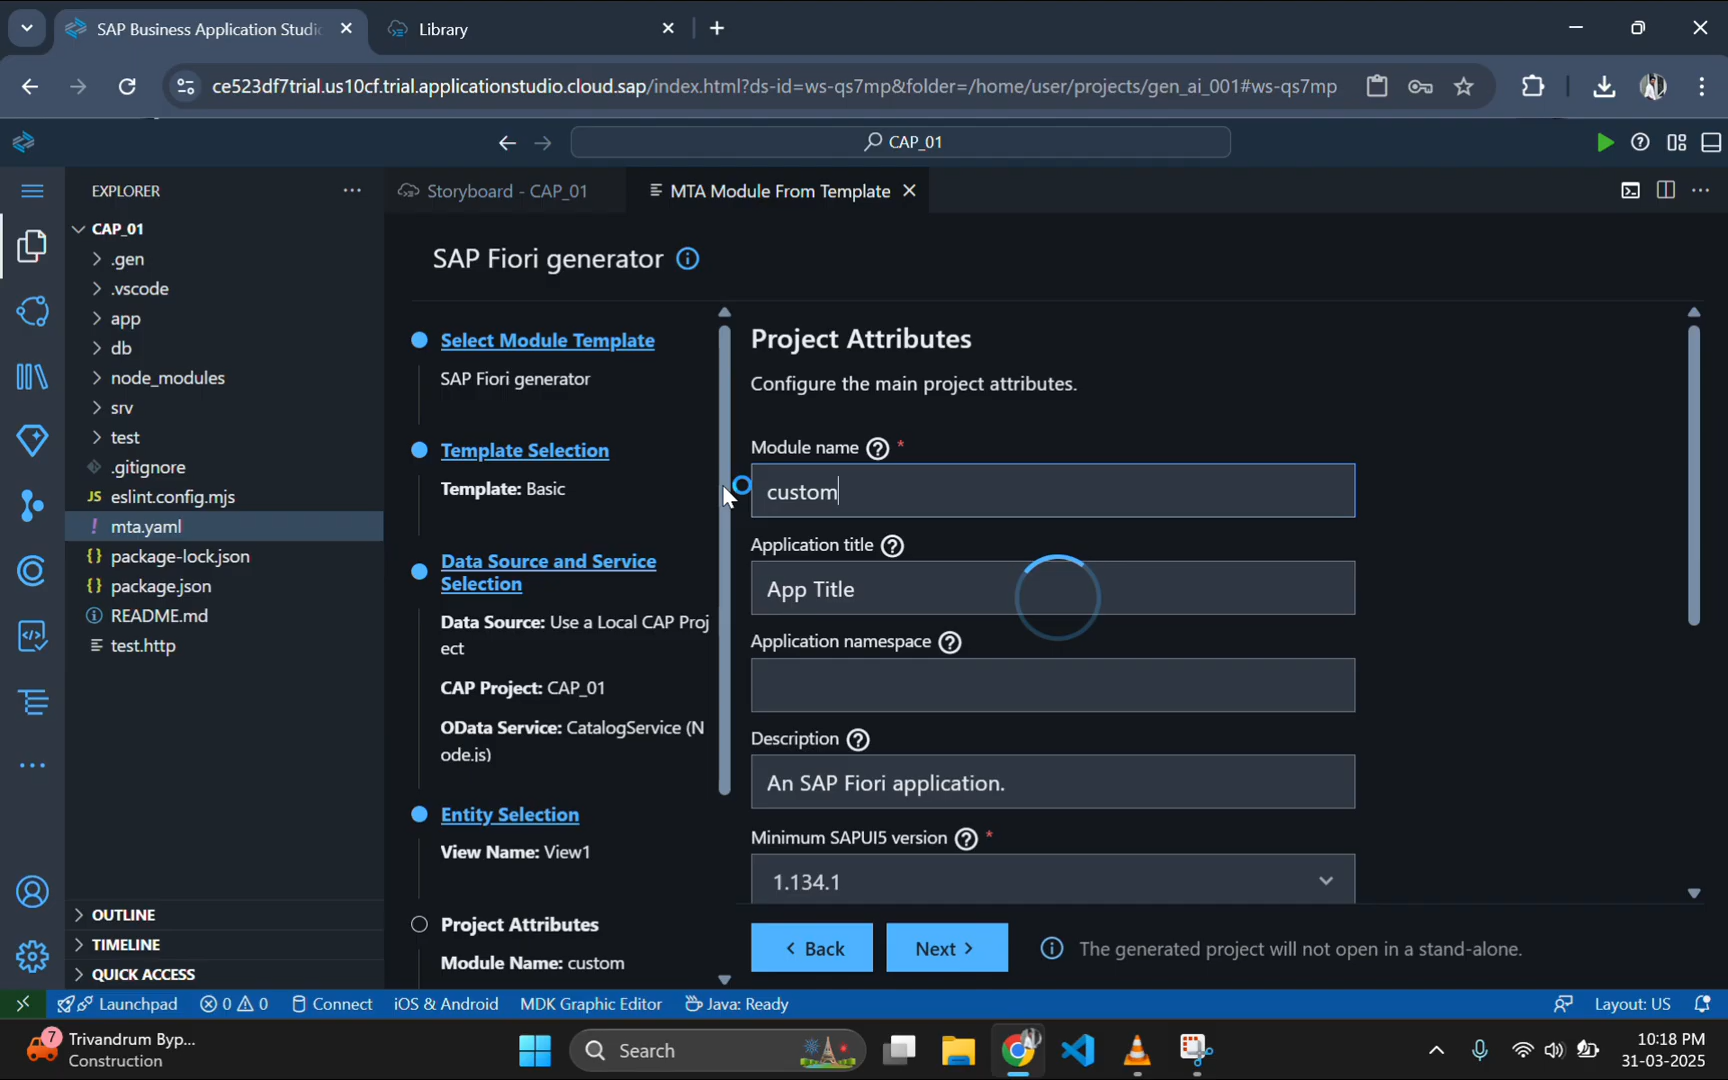 SAP Business Application Studi
Library
ce523df7trial.us10cf.trial.applicationstudio.cloud.sap/index.html?ds-id=ws-qs7mp&folder=/home/user/projects/gen_ai_001#ws-qs7mp
CAP_01
EXPLORER
Storyboard - CAP_01
MTA Module From Template
CAP_01
.gen
.vscode
app
db
node_modules
srv
test
.gitignore
JS eslint.config.mjs
! mta.yaml
{} package-lock.json
{} package.json
README.md
test.http
OUTLINE
TIMELINE
QUICK ACCESS
SAP Fiori generator
Select Module Template
SAP Fiori generator
Template Selection
Template: Basic
Data Source and Service
Selection
Data Source: Use a Local CAP Proj
ect
CAP Project: CAP_01
OData Service: CatalogService (N
ode.js)
Entity Selection
View Name: View1
Project Attributes
Module Name: custom
Project Attributes
Configure the main project attributes.
Module name *
custom
Application title
App Title
Application namespace
Description
An SAP Fiori application.
Minimum SAPUI5 version *
1.134.1
< Back
Next >
The generated project will not open in a stand-alone.
Launchpad
0 0
Connect
iOS & Android
MDK Graphic Editor
Java: Ready
Layout: US
7
Trivandrum Byp...
Construction
Search
10:18 PM
31-03-2025